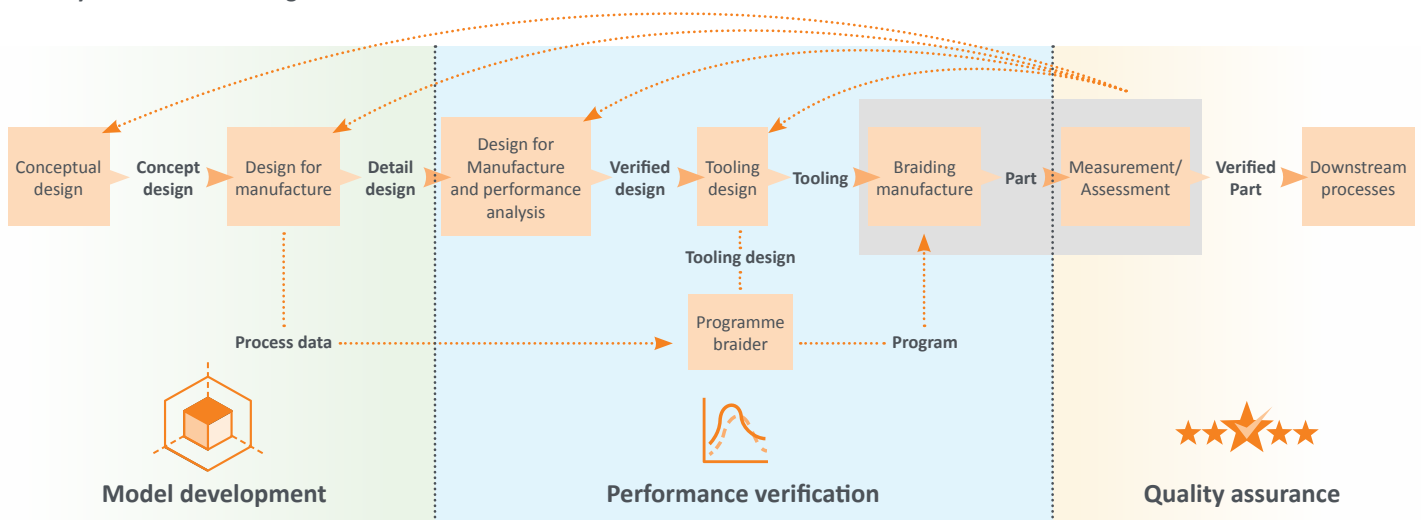 Conceptual
design
Concept
design
Design for
manufacture
Detail
design
Design for
Manufacture
and performance
analysis
Verified
design
Tooling
design
Tooling
Braiding
manufacture
Part
Measurement/
Assessment
Verified
Part
Downstream
processes
Tooling design
Process data
Programme
braider
Program
Model development
Performance verification
Quality assurance